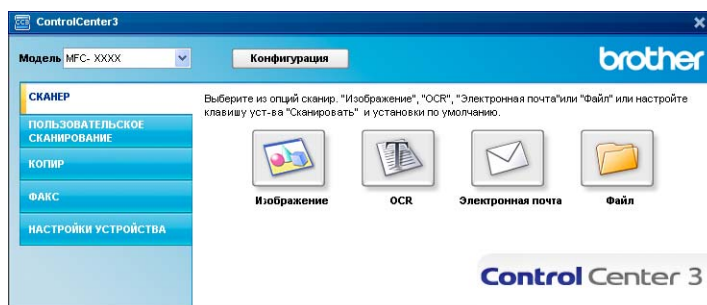 ControlCenter3
Модель MFC- XXXX
Конфигурация
brother
СКАНЕР
ПОЛЬЗОВАТЕЛЬСКОЕ
СКАНИРОВАНИЕ
КОПИР
ФАКС
НАСТРОЙКИ УСТРОЙСТВА
Выберите из опций сканир. "Изображение", "OCR", "Электронная почта"или "Файл" или настройте
клавишу уст-ва "Сканировать" и установки по умолчанию.
Изображение
OCR
Электронная почта
Файл
Control Center 3